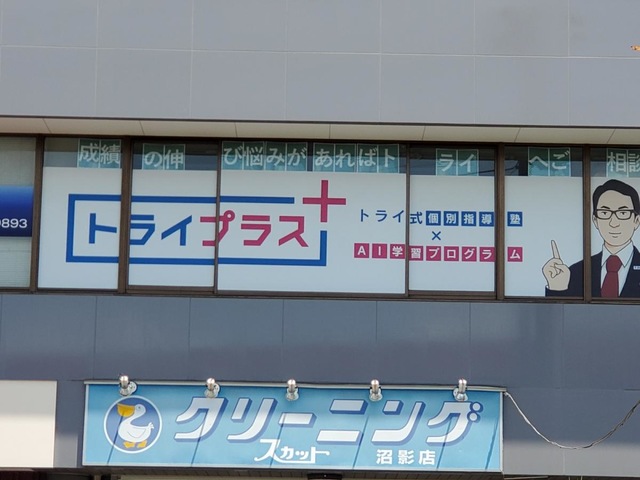 成績の伸び悩みがあればトライへご相談
9893
トライプラス+
トライ式個別指導塾
×
AI学習プログラム
クリーニング
スカット 沼影店